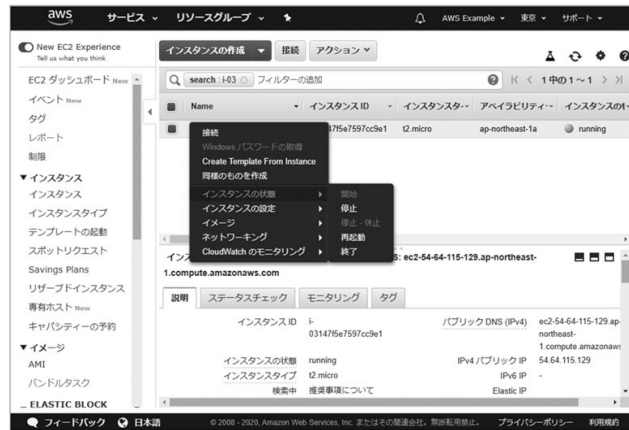 aws
サービス
リソースグループ
AWS Example
東京
サポート
New EC2 Experience
Tell us what you think
インスタンスの作成
接続
アクション
EC2 ダッシュボード New
イベント New
タグ
レポート
制限
インスタンス
インスタンス
インスタンスタイプ
テンプレートの起動
スポットリクエスト
Savings Plans
リザーブドインスタンス
専有ホスト New
キャパシティーの予約
イメージ
AMI
バンドルタスク
ELASTIC BLOCK
search : i-03
フィルターの追加
1 中の 1 ~ 1
Name
インスタンス ID
インスタンスタ
アベイラビリティ
インスタンスの
147f5e7597cc9e1
t2.micro
ap-northeast-1a
running
接続
Windows パスワードの取得
Create Template From Instance
同様のものを作成
インスタンスの状態
インスタンスの設定
イメージ
ネットワーキング
CloudWatch のモニタリング
開始
停止
停止 - 休止
再起動
終了
インス
S: ec2-54-64-115-129.ap-northeast-
1.compute.amazonaws.com
説明
ステータスチェック
モニタリング
タグ
インスタンス ID
i-
03147f5e7597cc9e1
パブリック DNS (IPv4)
ec2-54-64-115-129.ap-
northeast-
1.compute.amazonaws
インスタンスの状態
running
IPv4 パブリック IP
54.64.115.129
インスタンスタイプ
t2.micro
IPv6 IP
-
検索中
推奨事項について
Elastic IP
フィードバック
日本語
© 2008 - 2020, Amazon Web Services, Inc. またはその関連会社。無断転用禁止。
プライバシーポリシー
利用規約